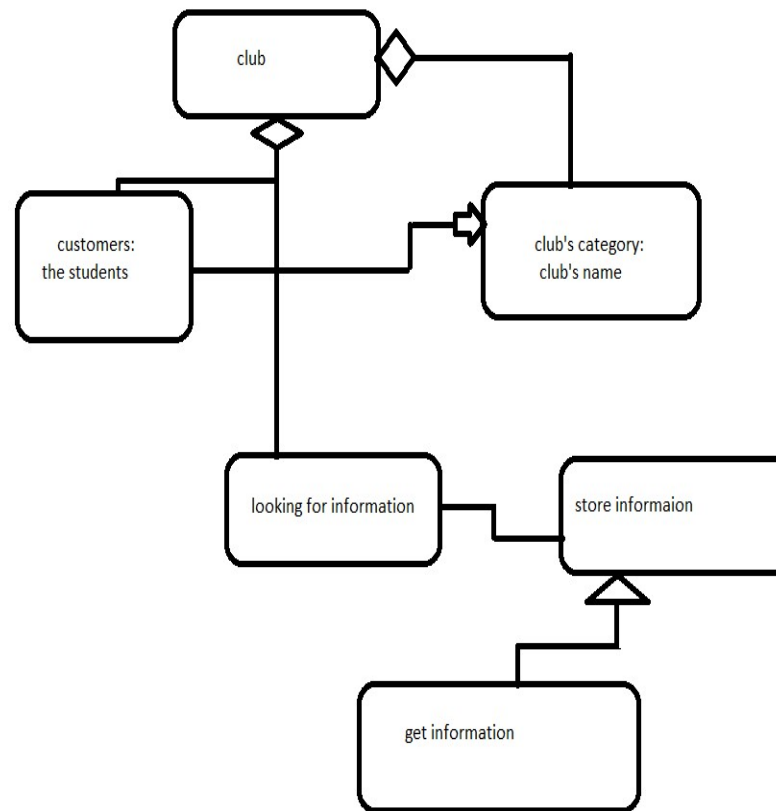 club
customers:
the students
club's category:
club's name
looking for information
store informaion
get information